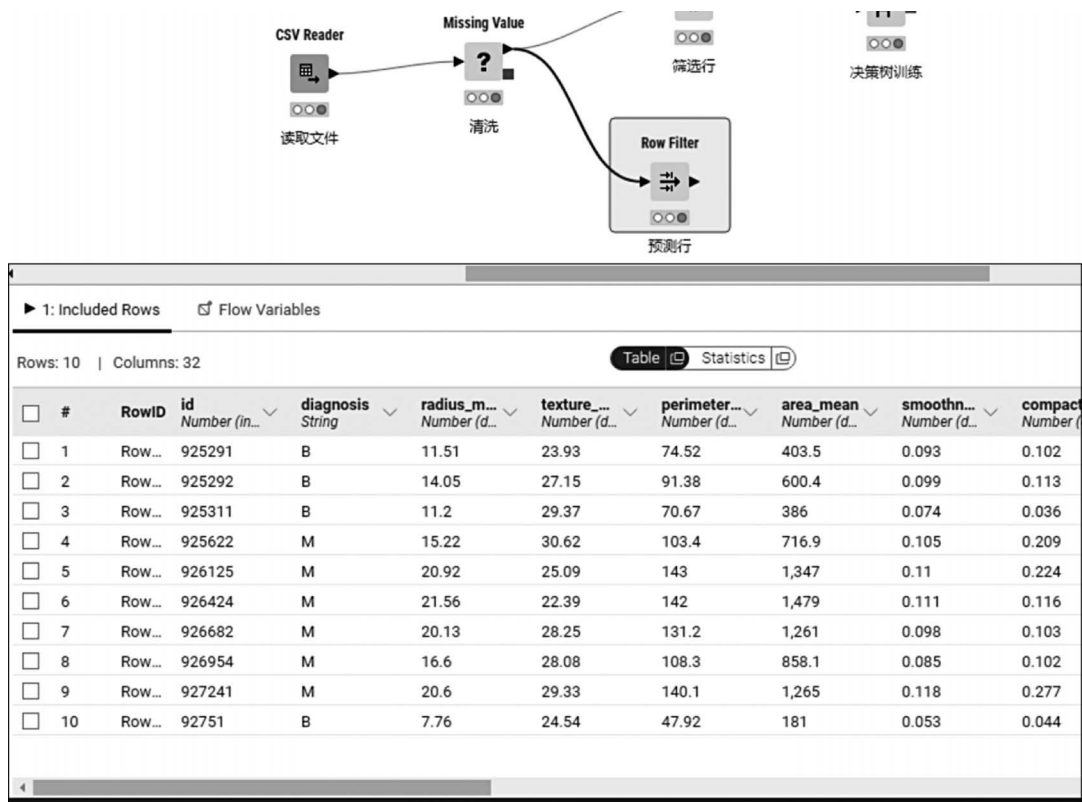 CSV Reader
读取文件
Missing Value
?
清洗
筛选行
决策树训练
Row Filter
预测行
1: Included Rows Flow Variables
Rows: 10 | Columns: 32 Table Statistics
# RowID id diagnosis radius_m... texture_... perimeter... area_mean smoothn... compact
Number (in... String Number (d... Number (d... Number (d... Number (d... Number (d... Number (
1 Row... 925291 B 11.51 23.93 74.52 403.5 0.093 0.102
2 Row... 925292 B 14.05 27.15 91.38 600.4 0.099 0.113
3 Row... 925311 B 11.2 29.37 70.67 386 0.074 0.036
4 Row... 925622 M 15.22 30.62 103.4 716.9 0.105 0.209
5 Row... 926125 M 20.92 25.09 143 1,347 0.11 0.224
6 Row... 926424 M 21.56 22.39 142 1,479 0.111 0.116
7 Row... 926682 M 20.13 28.25 131.2 1,261 0.098 0.103
8 Row... 926954 M 16.6 28.08 108.3 858.1 0.085 0.102
9 Row... 927241 M 20.6 29.33 140.1 1,265 0.118 0.277
10 Row... 92751 B 7.76 24.54 47.92 181 0.053 0.044